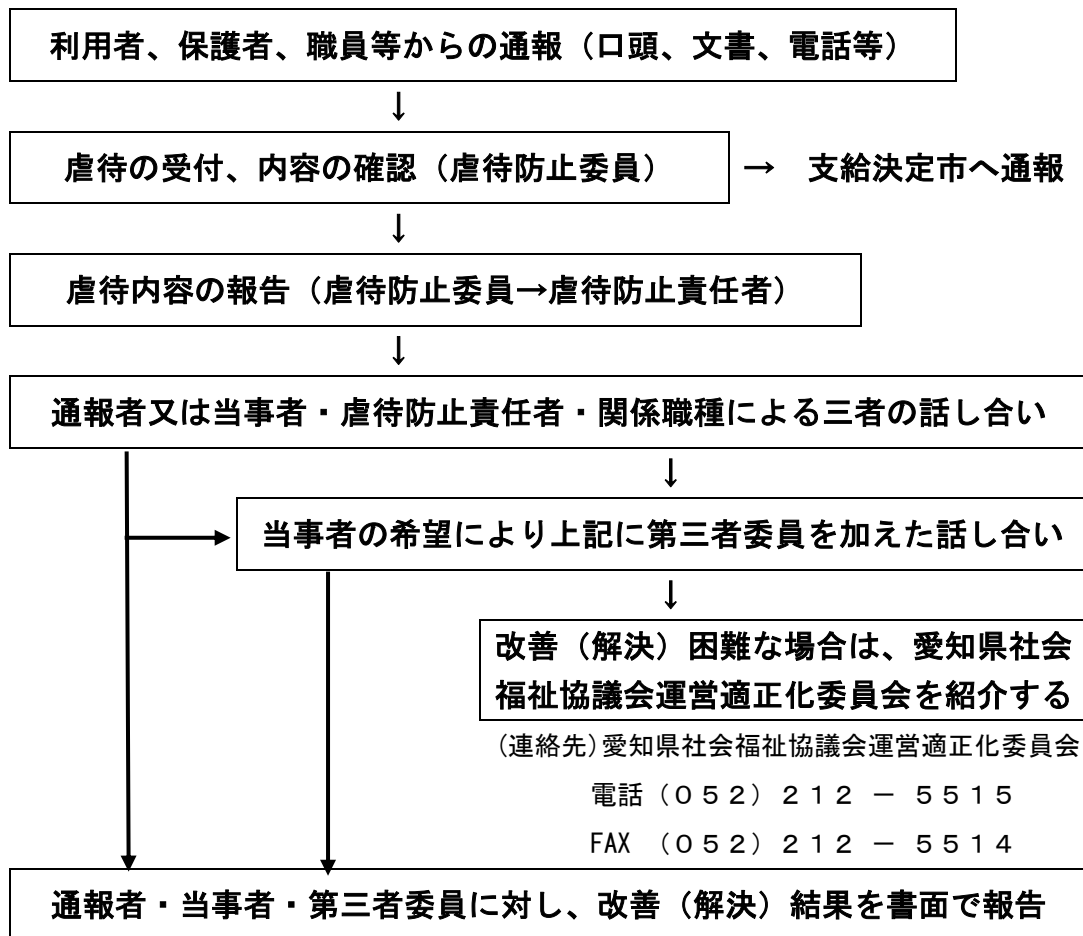 利用者、保護者、職員等からの通報（口頭、文書、電話等）
↓
虐待の受付、内容の確認（虐待防止委員） → 支給決定市へ通報
↓
虐待内容の報告（虐待防止委員→虐待防止責任者）
↓
通報者又は当事者・虐待防止責任者・関係職種による三者の話し合い
↓
当事者の希望により上記に第三者委員を加えた話し合い
↓
改善（解決）困難な場合は、愛知県社会
福祉協議会運営適正化委員会を紹介する
(連絡先)愛知県社会福祉協議会運営適正化委員会
電話（０５２）２１２ － ５５１５
FAX （０５２）２１２ － ５５１４
通報者・当事者・第三者委員に対し、改善（解決）結果を書面で報告